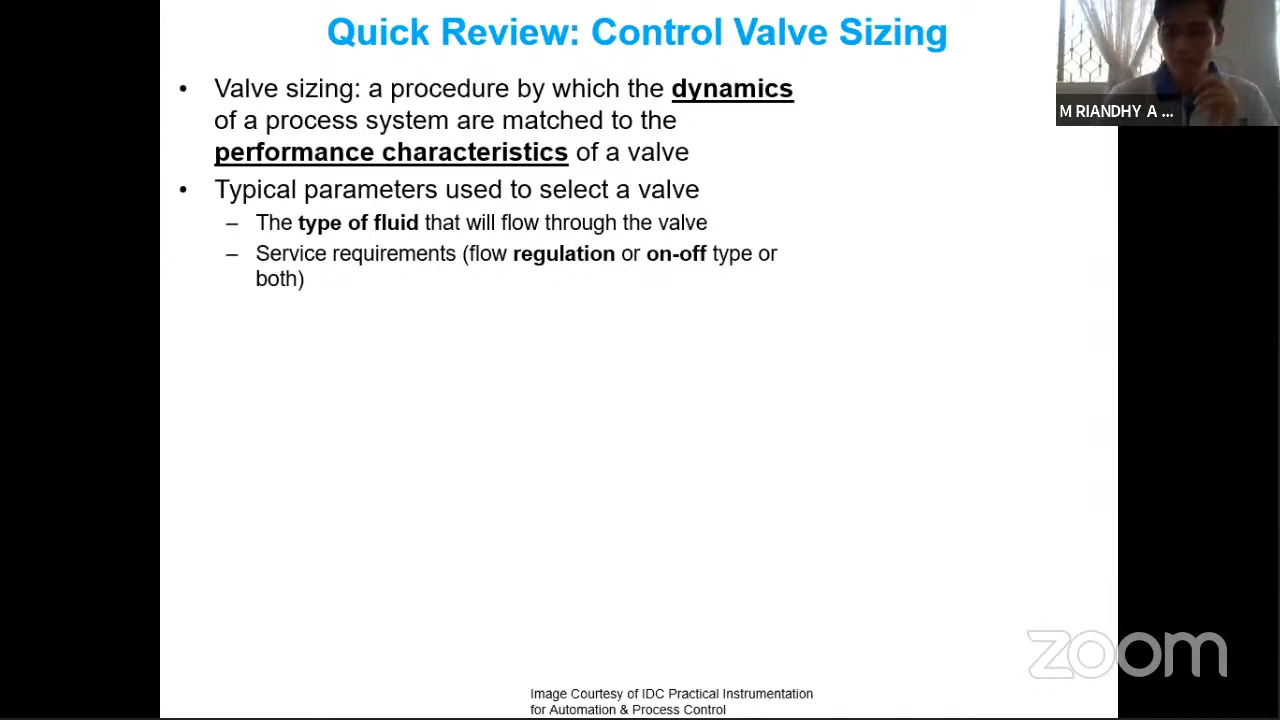 Quick Review: Control Valve Sizing
M RIANDHY A ...
• Valve sizing: a procedure by which the dynamics
of a process system are matched to the
performance characteristics of a valve
• Typical parameters used to select a valve
– The type of fluid that will flow through the valve
– Service requirements (flow regulation or on-off type or
both)
zoom
Image Courtesy of IDC Practical Instrumentation
for Automation & Process Control